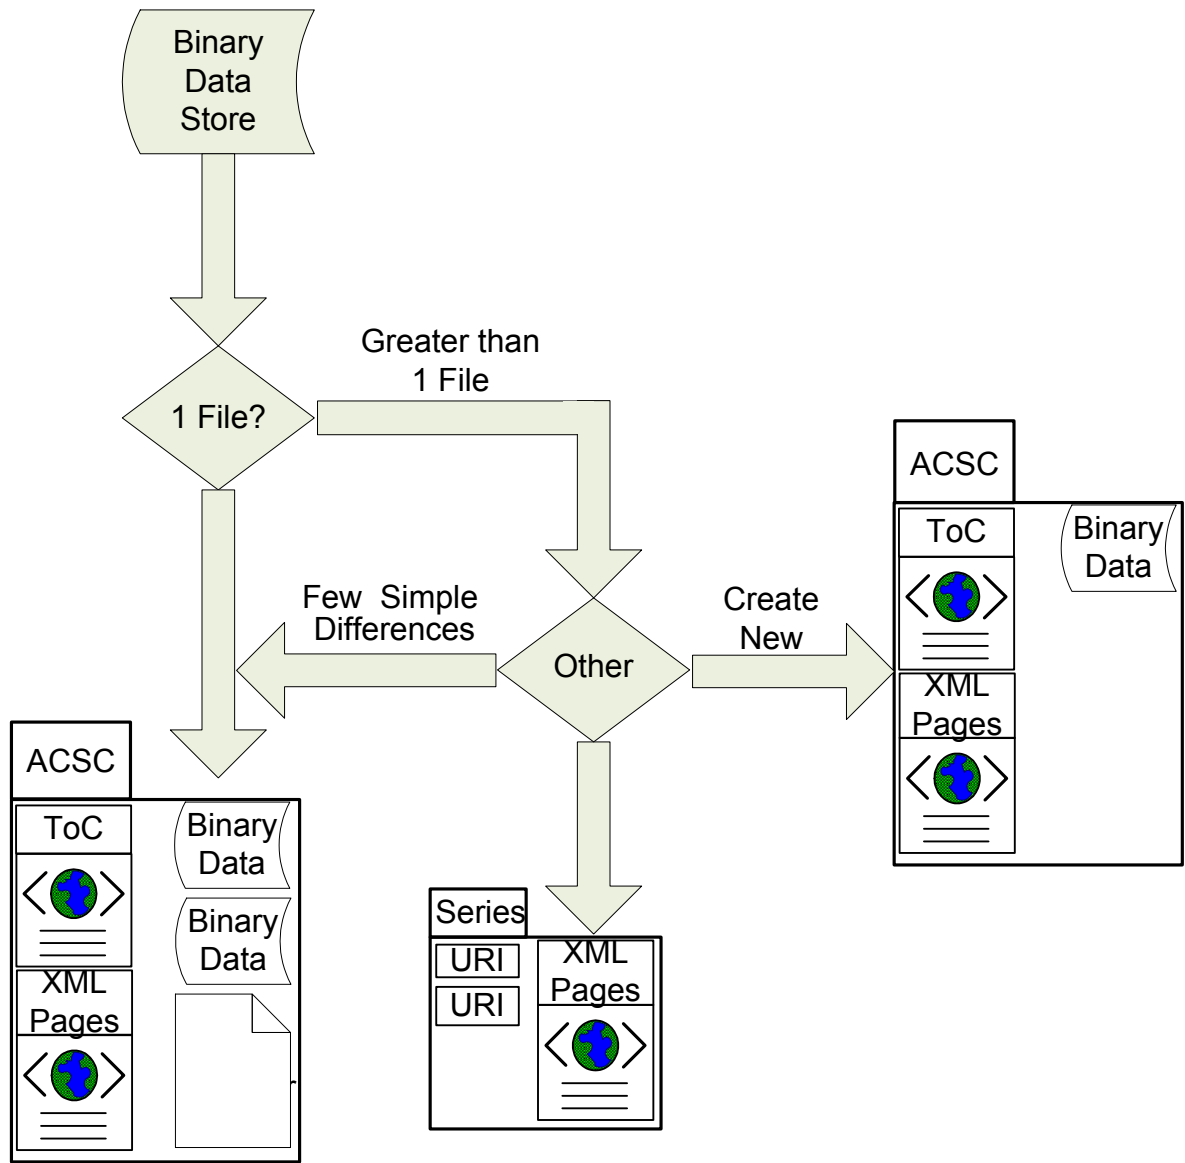 Binary
Data
Store
Greater than
1 File
1 File?
Few Simple
Differences
Other
Create
New
ACSC
ToC
Binary
Data
XML
Pages
ACSC
ToC
Binary
Data
Binary
Data
XML
Pages
Series
URI
URI
XML
Pages